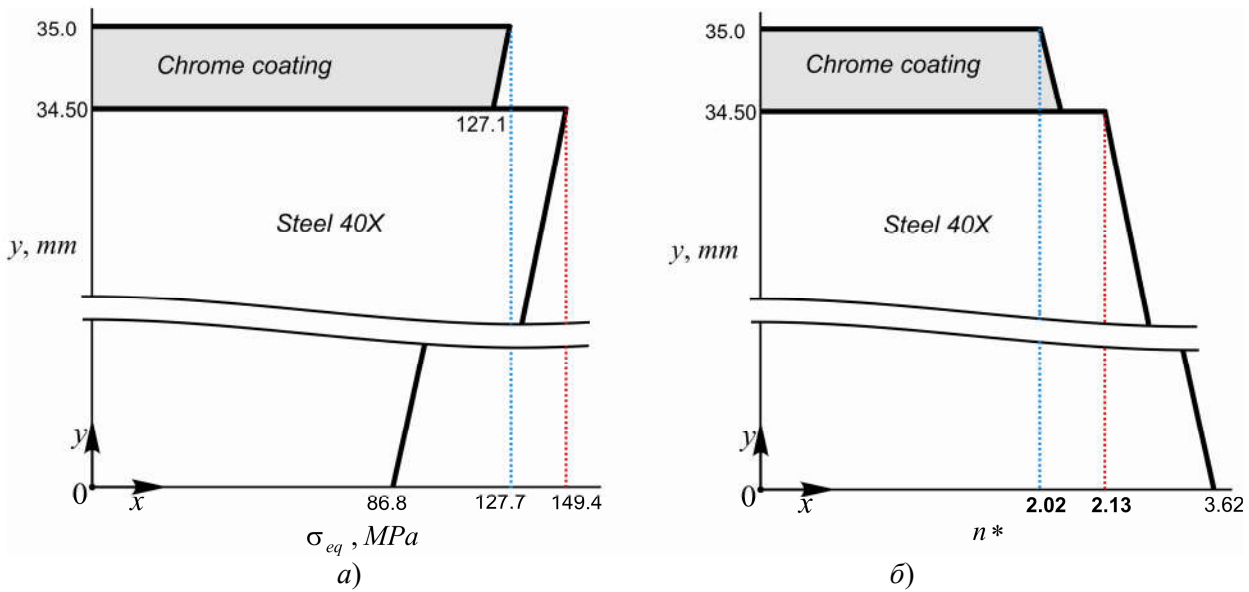 35.0
Chrome coating
34.50
127.1
Steel 40X
y, mm
y
0
x
86.8
127.7
149.4
σeq , MPa
а)
35.0
Chrome coating
34.50
Steel 40X
y, mm
y
0
x
2.02
2.13
3.62
n*
б)